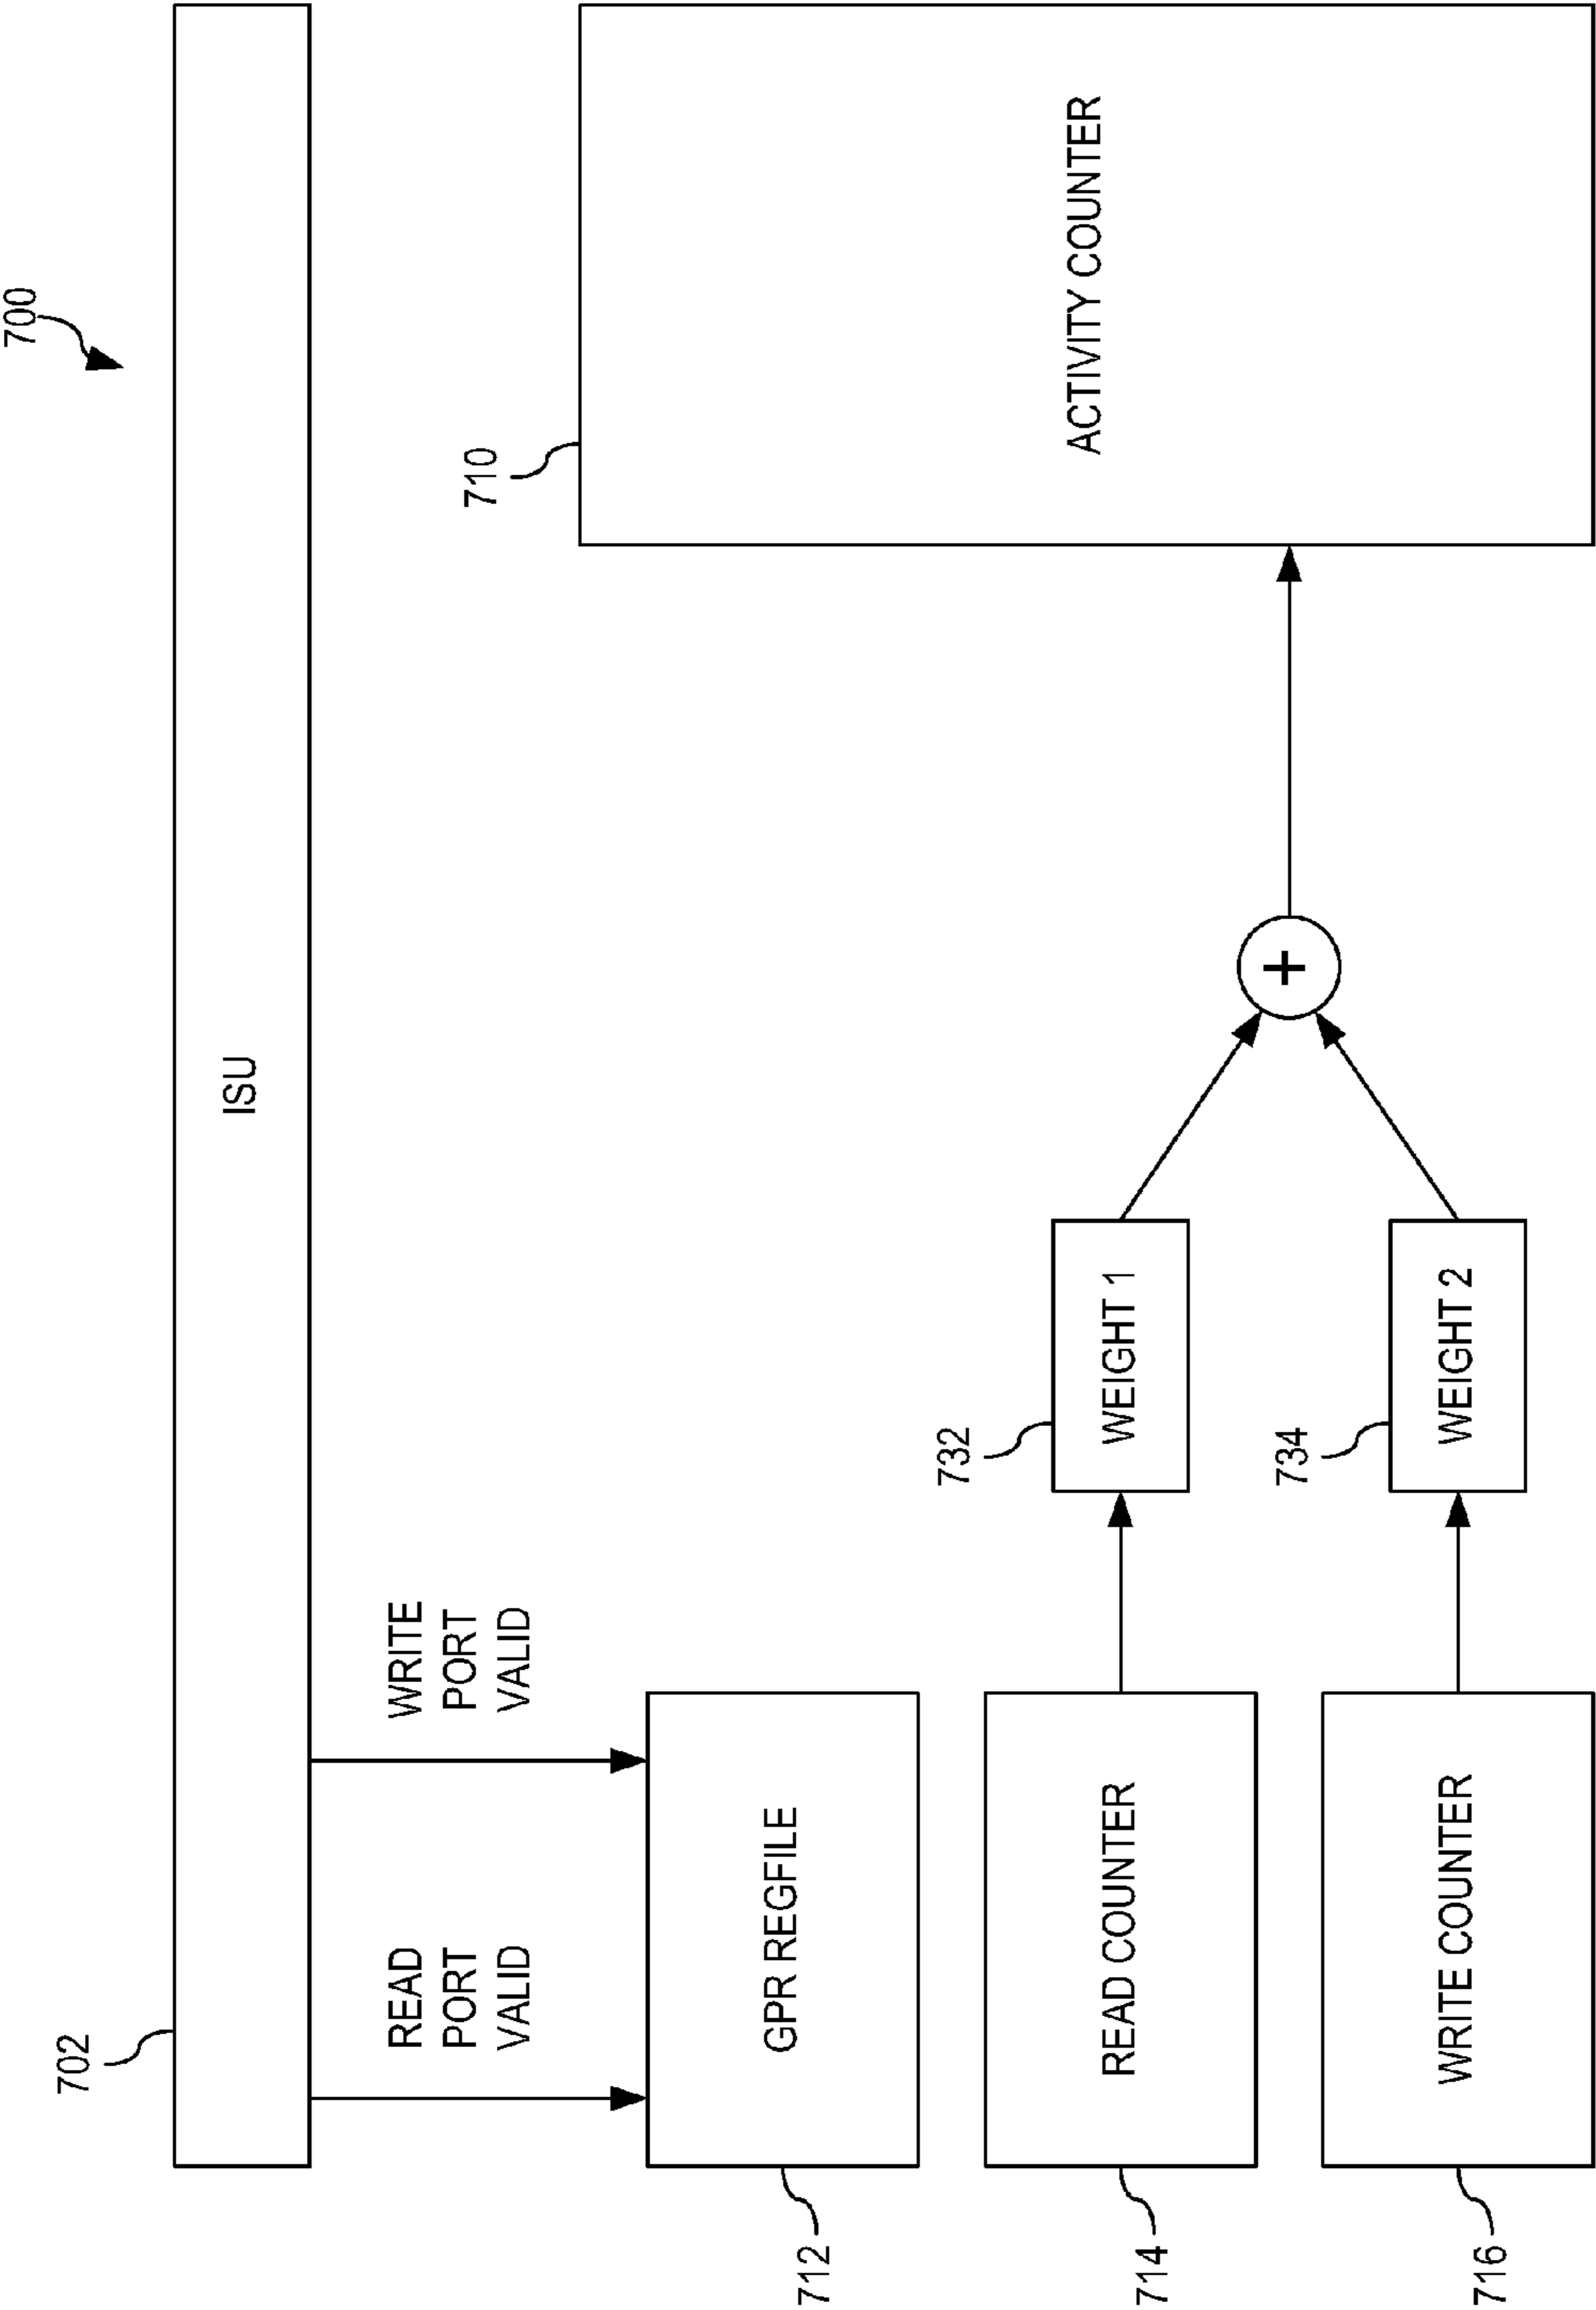 700
702
ISU
READ
PORT
VALID
WRITE
PORT
VALID
710
712
GPR REGFILE
ACTIVITY COUNTER
732
714
READ COUNTER
WEIGHT 1
+
734
716
WRITE COUNTER
WEIGHT 2